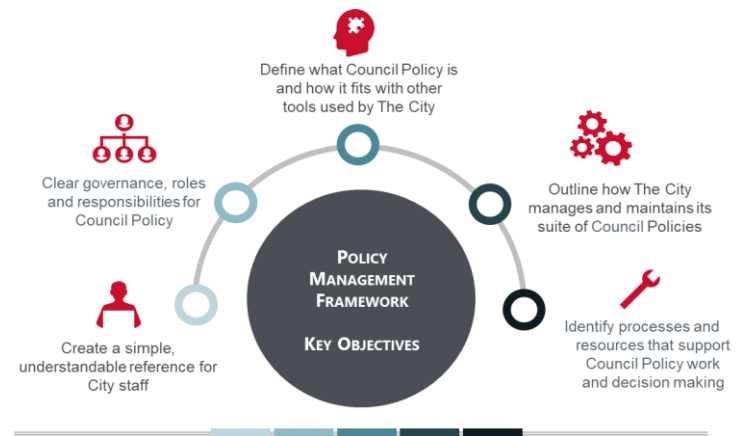 Define what Council Policy is
and how it fits with other
tools used by The City
Clear governance, roles
and responsibilities for
Council Policy
Outline how The City
manages and maintains its
suite of Council Policies
POLICY
MANAGEMENT
FRAMEWORK
KEY OBJECTIVES
Create a simple,
understandable reference for
City staff
Identify processes and
resources that support
Council Policy work
and decision making